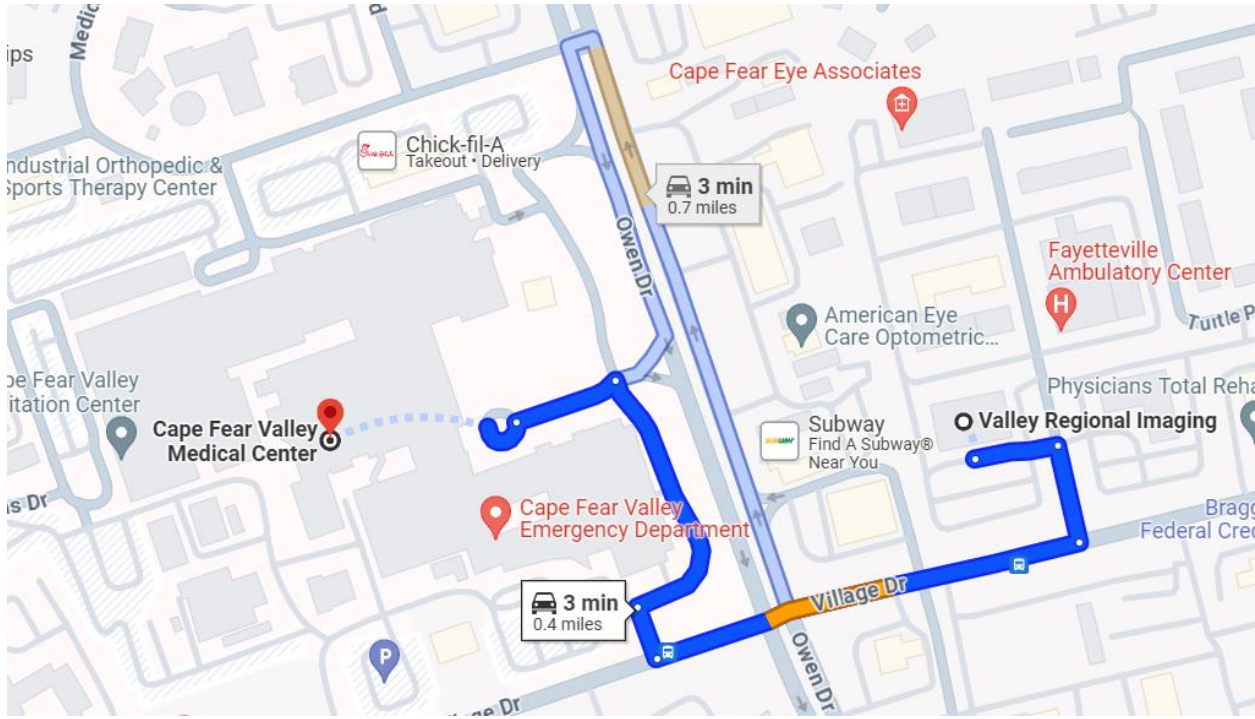 Medic
ips
Cape Fear Eye Associates
Chick-fil-A
Takeout • Delivery
ndustrial Orthopedic &
Sports Therapy Center
3 min
0.7 miles
Owen Dr
Fayetteville
Ambulatory Center
H
American Eye
Care Optometric...
Tuttle P
pe Fear Valley
itation Center
Physicians Total Reha
Cape Fear Valley
Medical Center
Subway
Find A Subway®
Near You
SUBWAY
Valley Regional Imaging
s Dr
Cape Fear Valley
Emergency Department
Bragg
Federal Cred
3 min
0.4 miles
Village Dr
P
Owen Dr
llage Dr